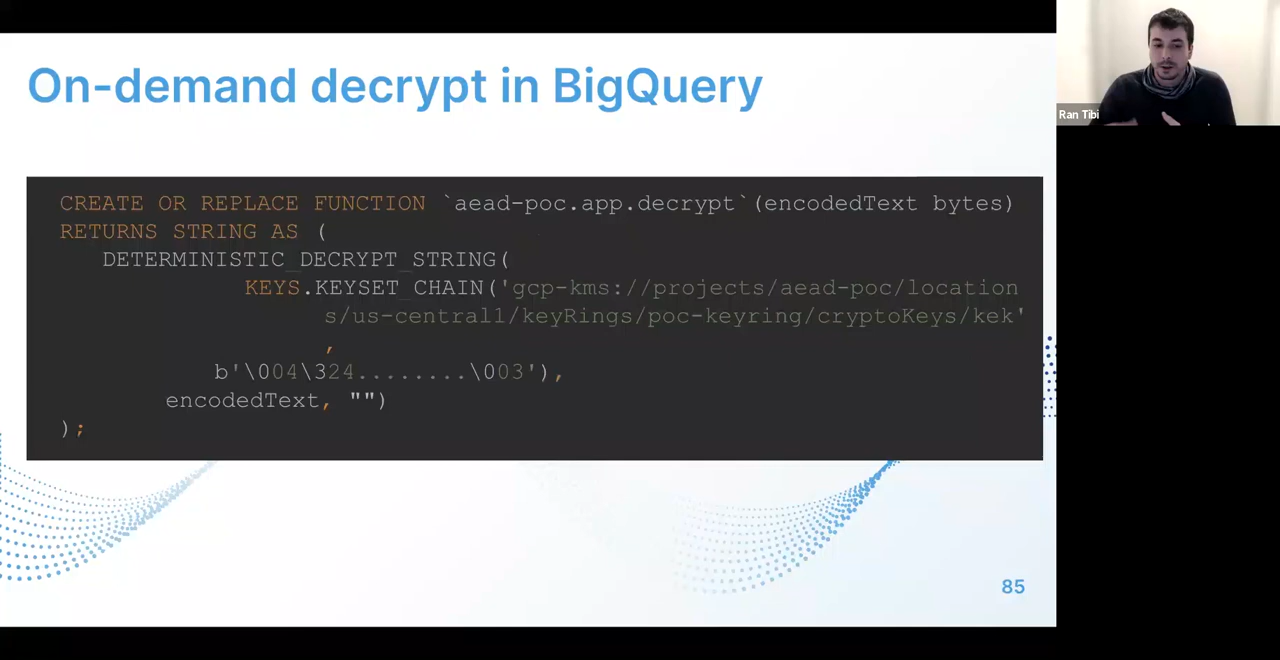 On-demand decrypt in BigQuery
CREATE OR REPLACE FUNCTION `aead-poc.app.decrypt`(encodedText bytes)
RETURNS STRING AS (
DETERMINISTIC_DECRYPT_STRING(
KEYS.KEYSET_CHAIN('gcp-kms://projects/aead-poc/location
s/us-central1/keyRings/poc-keyring/cryptoKeys/kek'
,
b'\004\324........\003'),
encodedText, "")
);
85
Ran Tibi